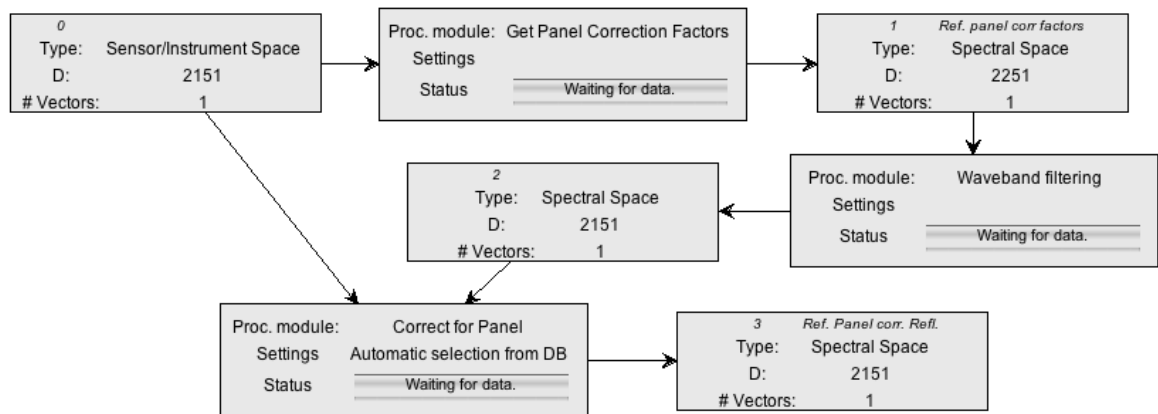 0
Type: Sensor/Instrument Space
D: 2151
# Vectors: 1
Proc. module: Get Panel Correction Factors
Settings
Status Waiting for data.
1 Ref. panel corr factors
Type: Spectral Space
D: 2251
# Vectors: 1
Proc. module: Waveband filtering
Settings
Status Waiting for data.
2
Type: Spectral Space
D: 2151
# Vectors: 1
Proc. module: Correct for Panel
Settings Automatic selection from DB
Status Waiting for data.
3 Ref. Panel corr. Refl.
Type: Spectral Space
D: 2151
# Vectors: 1